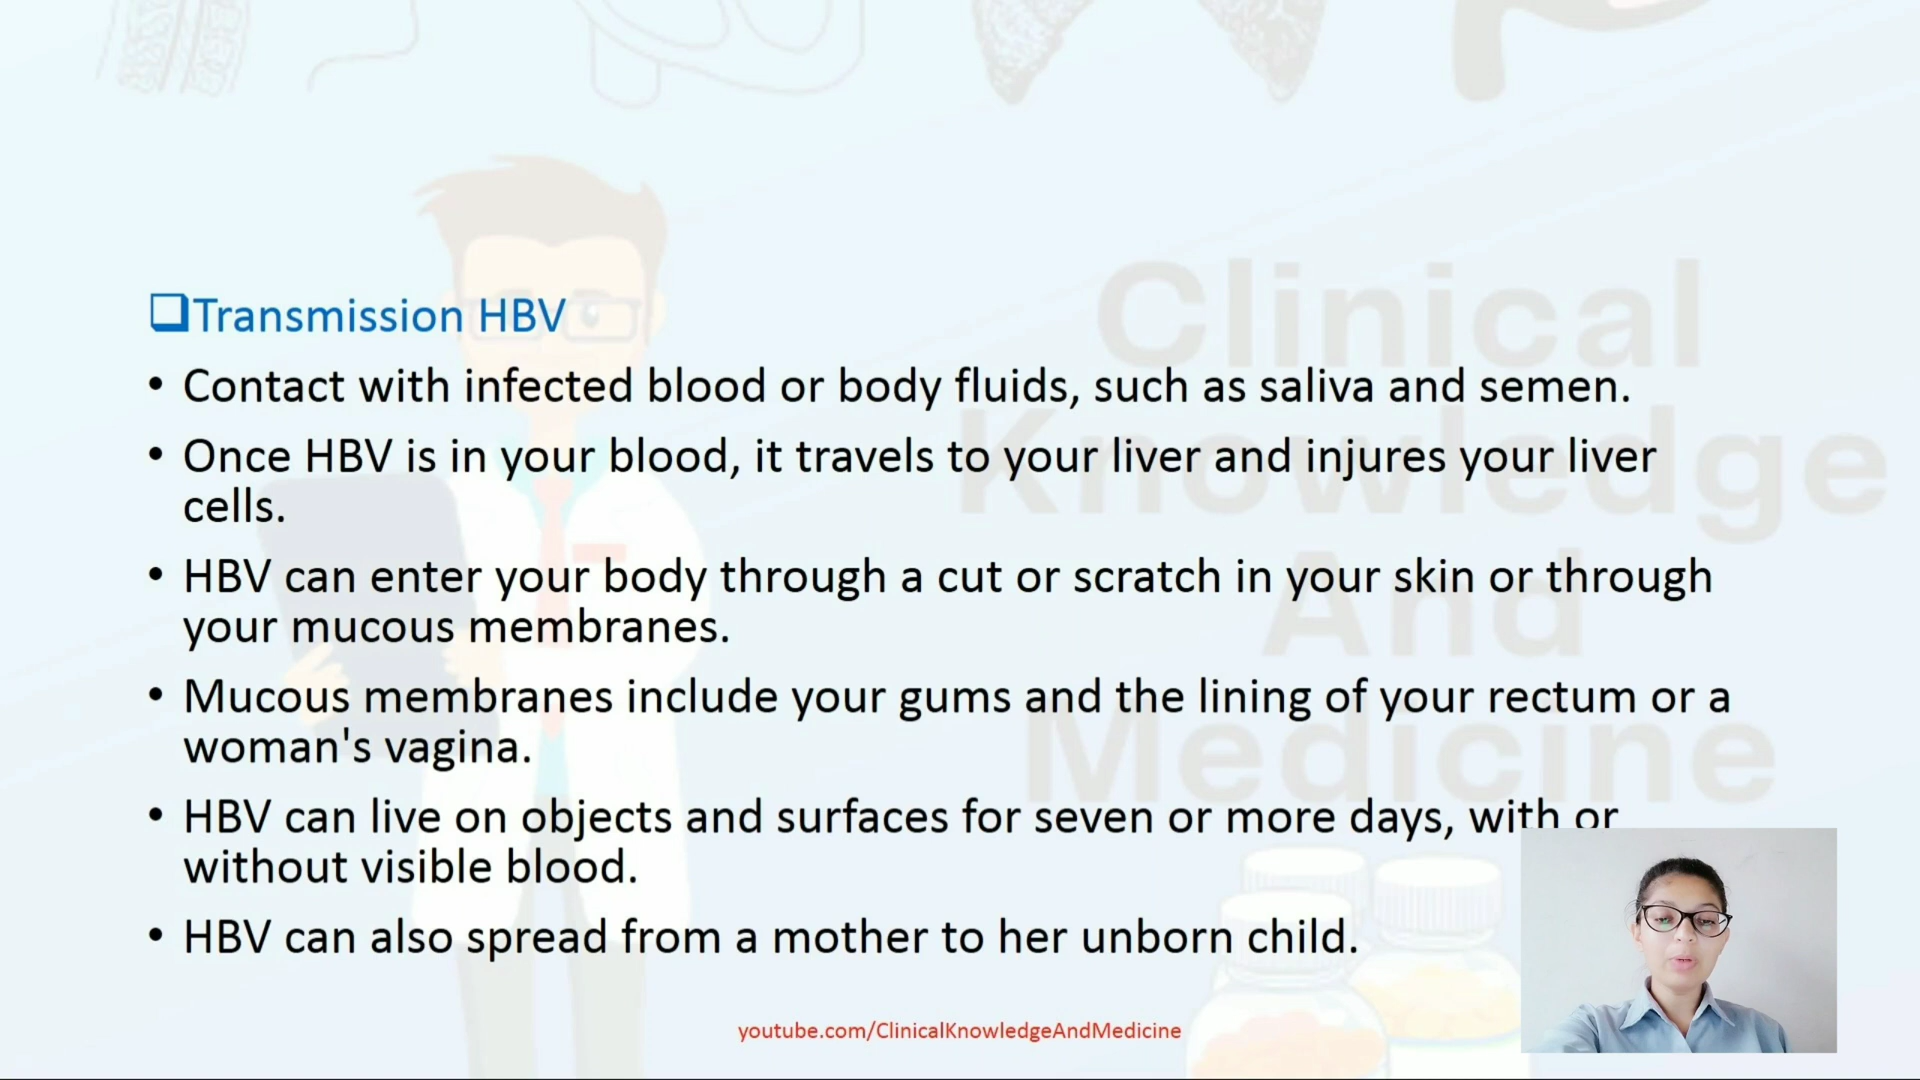 Transmission HBV
• Contact with infected blood or body fluids, such as saliva and semen.
• Once HBV is in your blood, it travels to your liver and injures your liver
cells.
• HBV can enter your body through a cut or scratch in your skin or through
your mucous membranes.
• Mucous membranes include your gums and the lining of your rectum or a
woman's vagina.
• HBV can live on objects and surfaces for seven or more days, with or
without visible blood.
• HBV can also spread from a mother to her unborn child.
Clinical
Knowledge
And
Medicine
youtube.com/ClinicalKnowledgeAndMedicine